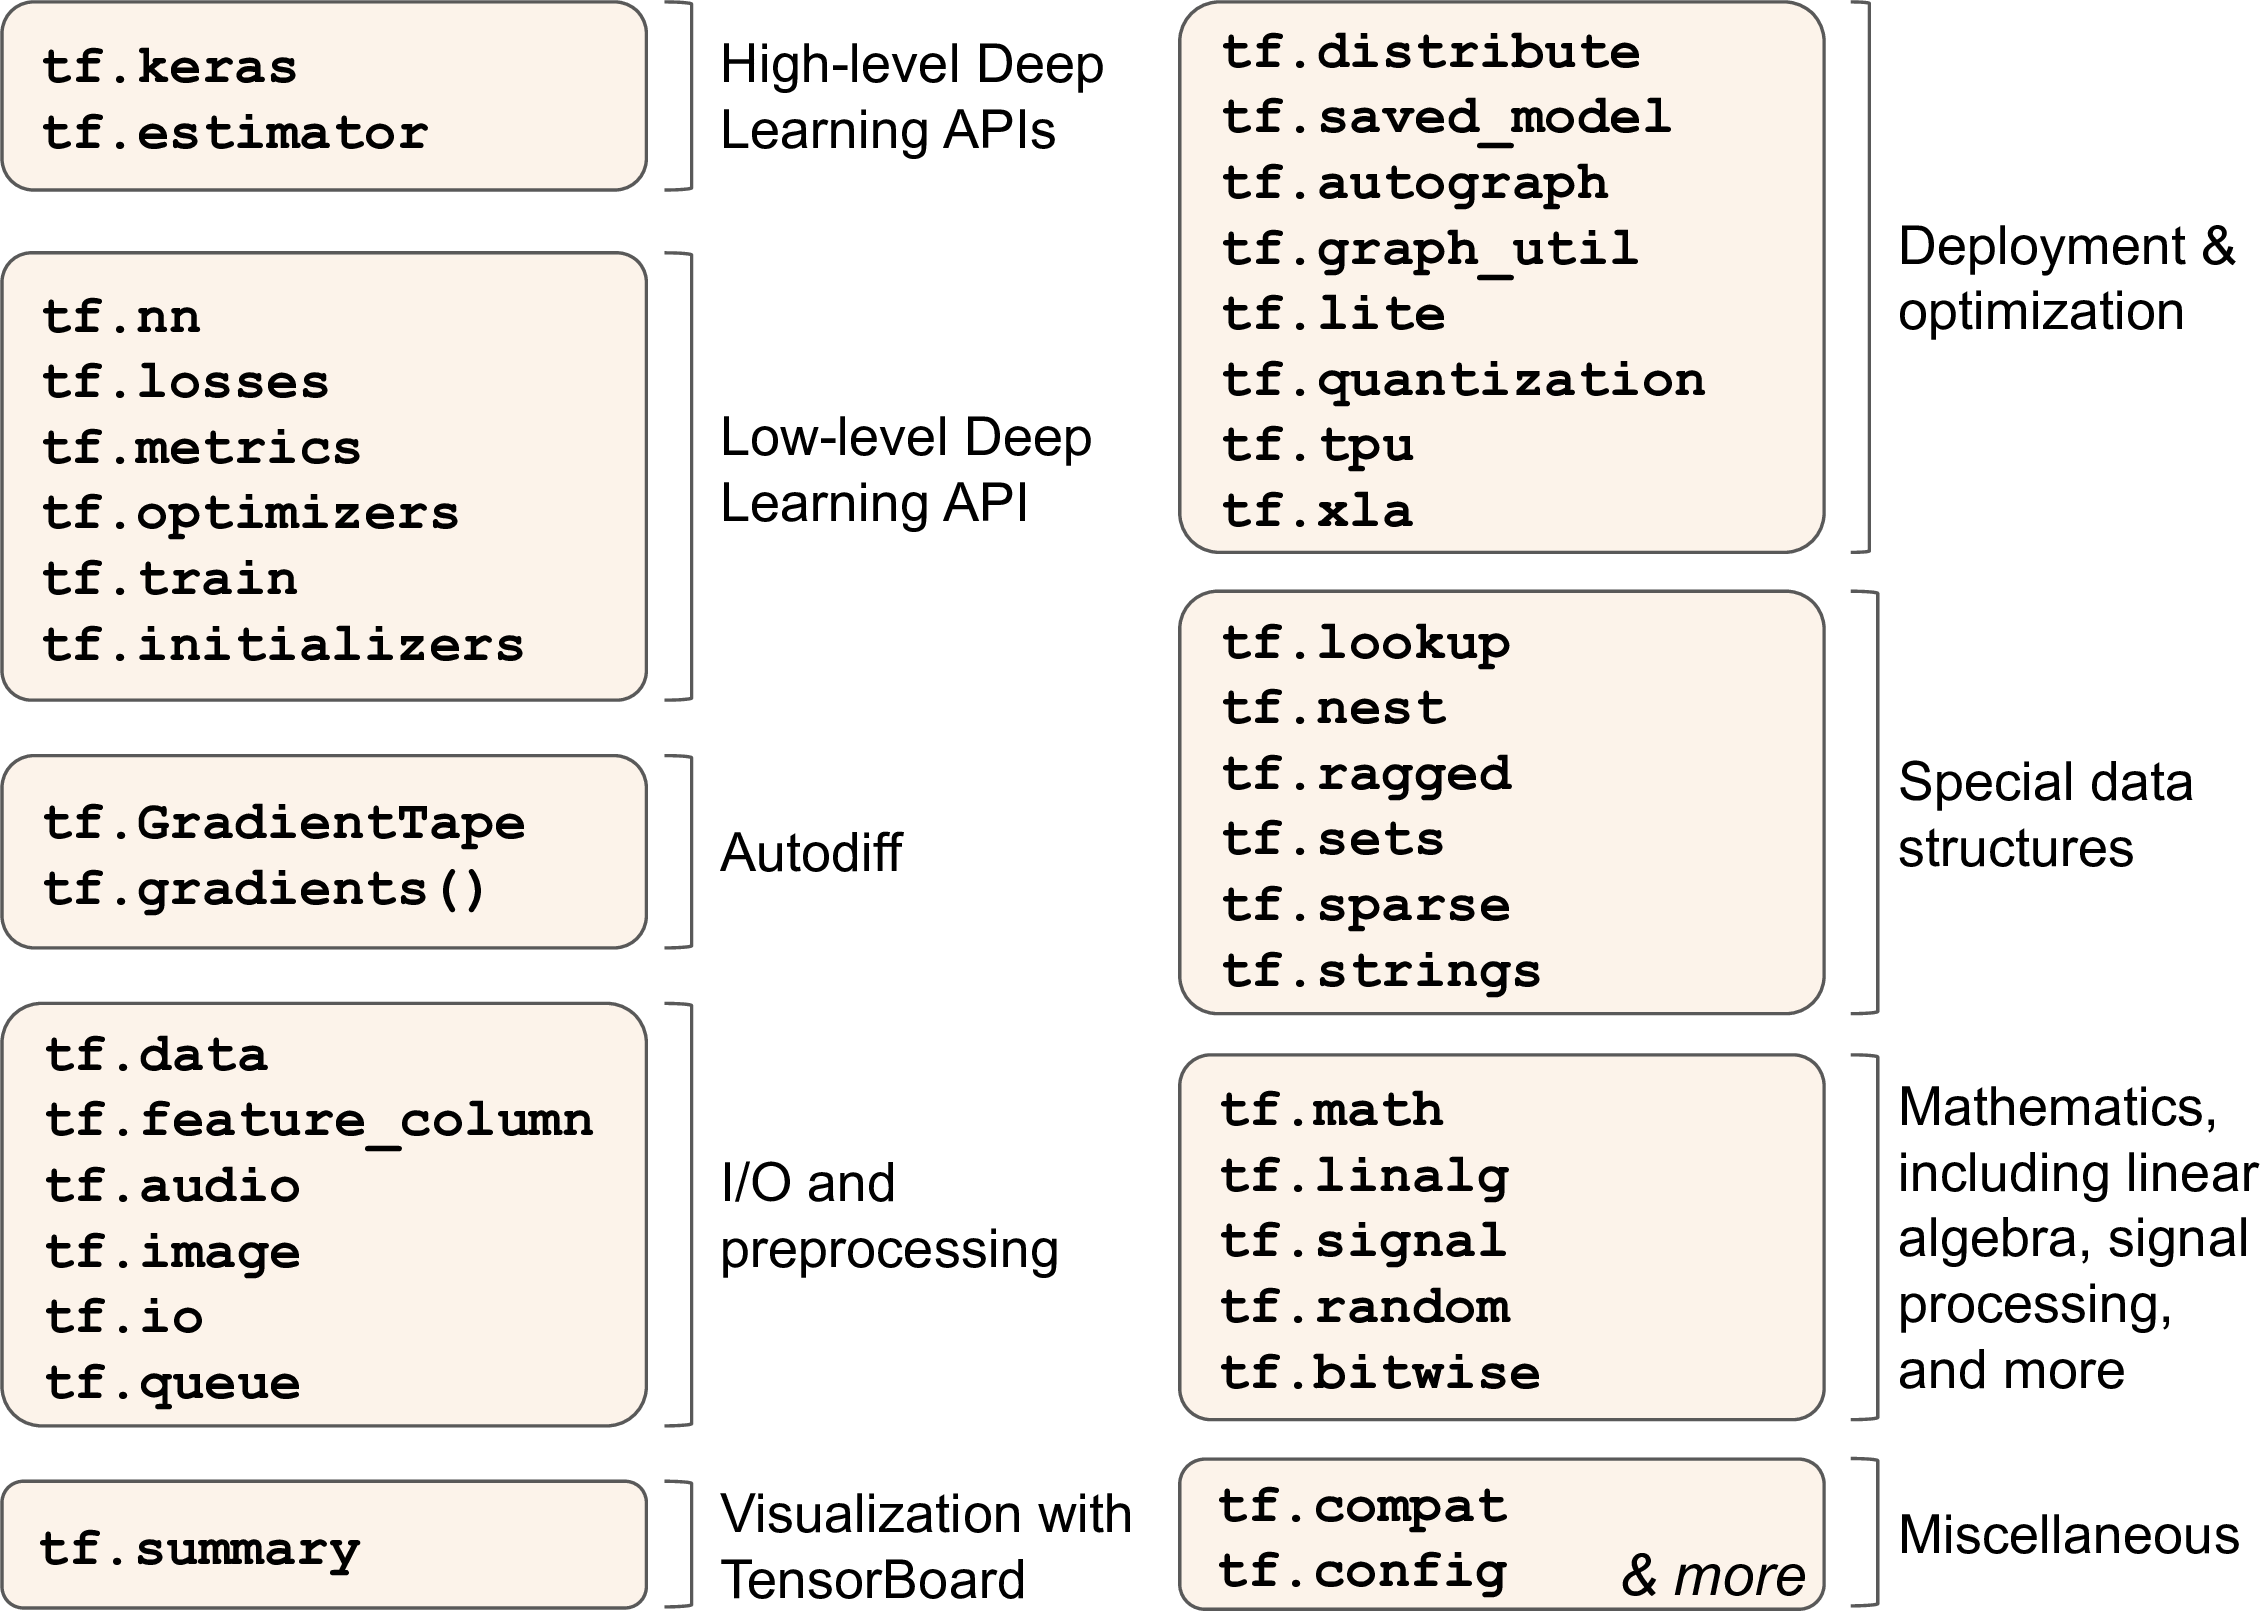 tf.keras
tf.estimator
High-level Deep
Learning APIs
tf.nn
tf.losses
tf.metrics
tf.optimizers
tf.train
tf.initializers
Low-level Deep
Learning API
tf.GradientTape
tf.gradients()
Autodiff
tf.data
tf.feature_column
tf.audio
tf.image
tf.io
tf.queue
I/O and
preprocessing
tf.summary
Visualization with
TensorBoard
tf.distribute
tf.saved_model
tf.autograph
tf.graph_util
tf.lite
tf.quantization
tf.tpu
tf.xla
Deployment &
optimization
tf.lookup
tf.nest
tf.ragged
tf.sets
tf.sparse
tf.strings
Special data
structures
tf.math
tf.linalg
tf.signal
tf.random
tf.bitwise
Mathematics,
including linear
algebra, signal
processing,
and more
tf.compat
tf.config & more
Miscellaneous